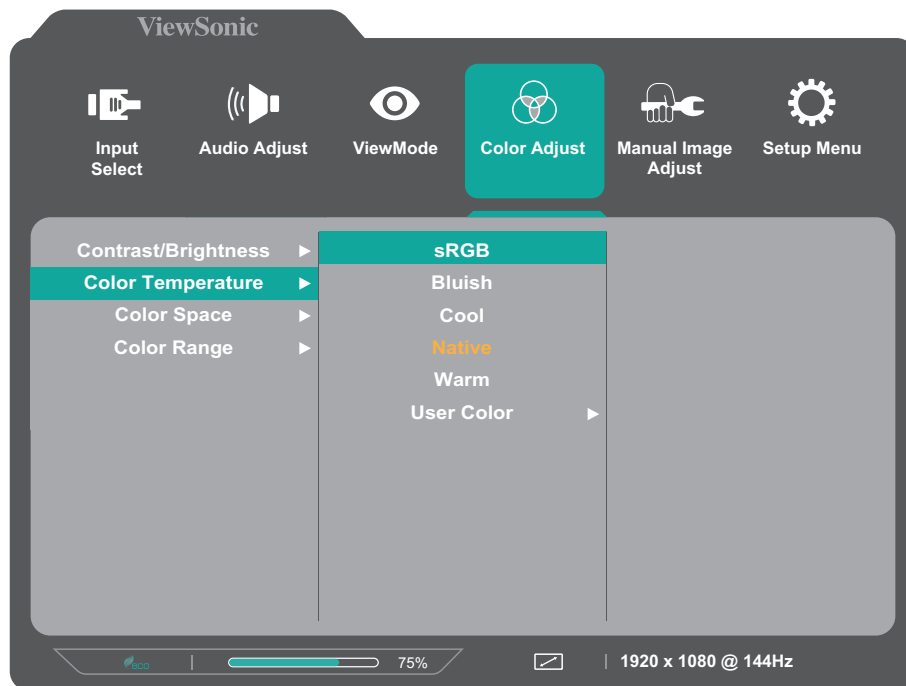 ViewSonic
Input Select
Audio Adjust
ViewMode
Color Adjust
Manual Image Adjust
Setup Menu
Contrast/Brightness
Color Temperature
Color Space
Color Range
sRGB
Bluish
Cool
Native
Warm
User Color
eco
75%
1920 x 1080 @ 144Hz